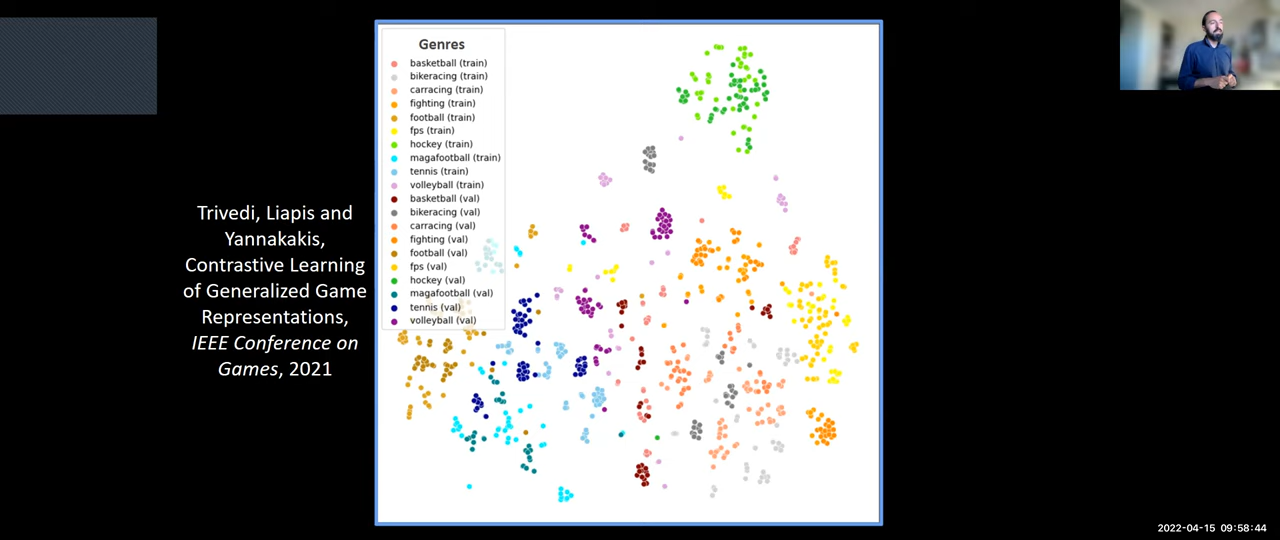 Trivedi, Liapis and
Yannakakis,
Contrastive Learning
of Generalized Game
Representations,
IEEE Conference on
Games, 2021
Genres
basketball (train)
bikeracing (train)
carracing (train)
fighting (train)
football (train)
fps (train)
hockey (train)
magafootball (train)
tennis (train)
volleyball (train)
basketball (val)
bikeracing (val)
carracing (val)
fighting (val)
football (val)
fps (val)
hockey (val)
magafootball (val)
tennis (val)
volleyball (val)
2022-04-15 09:58:44